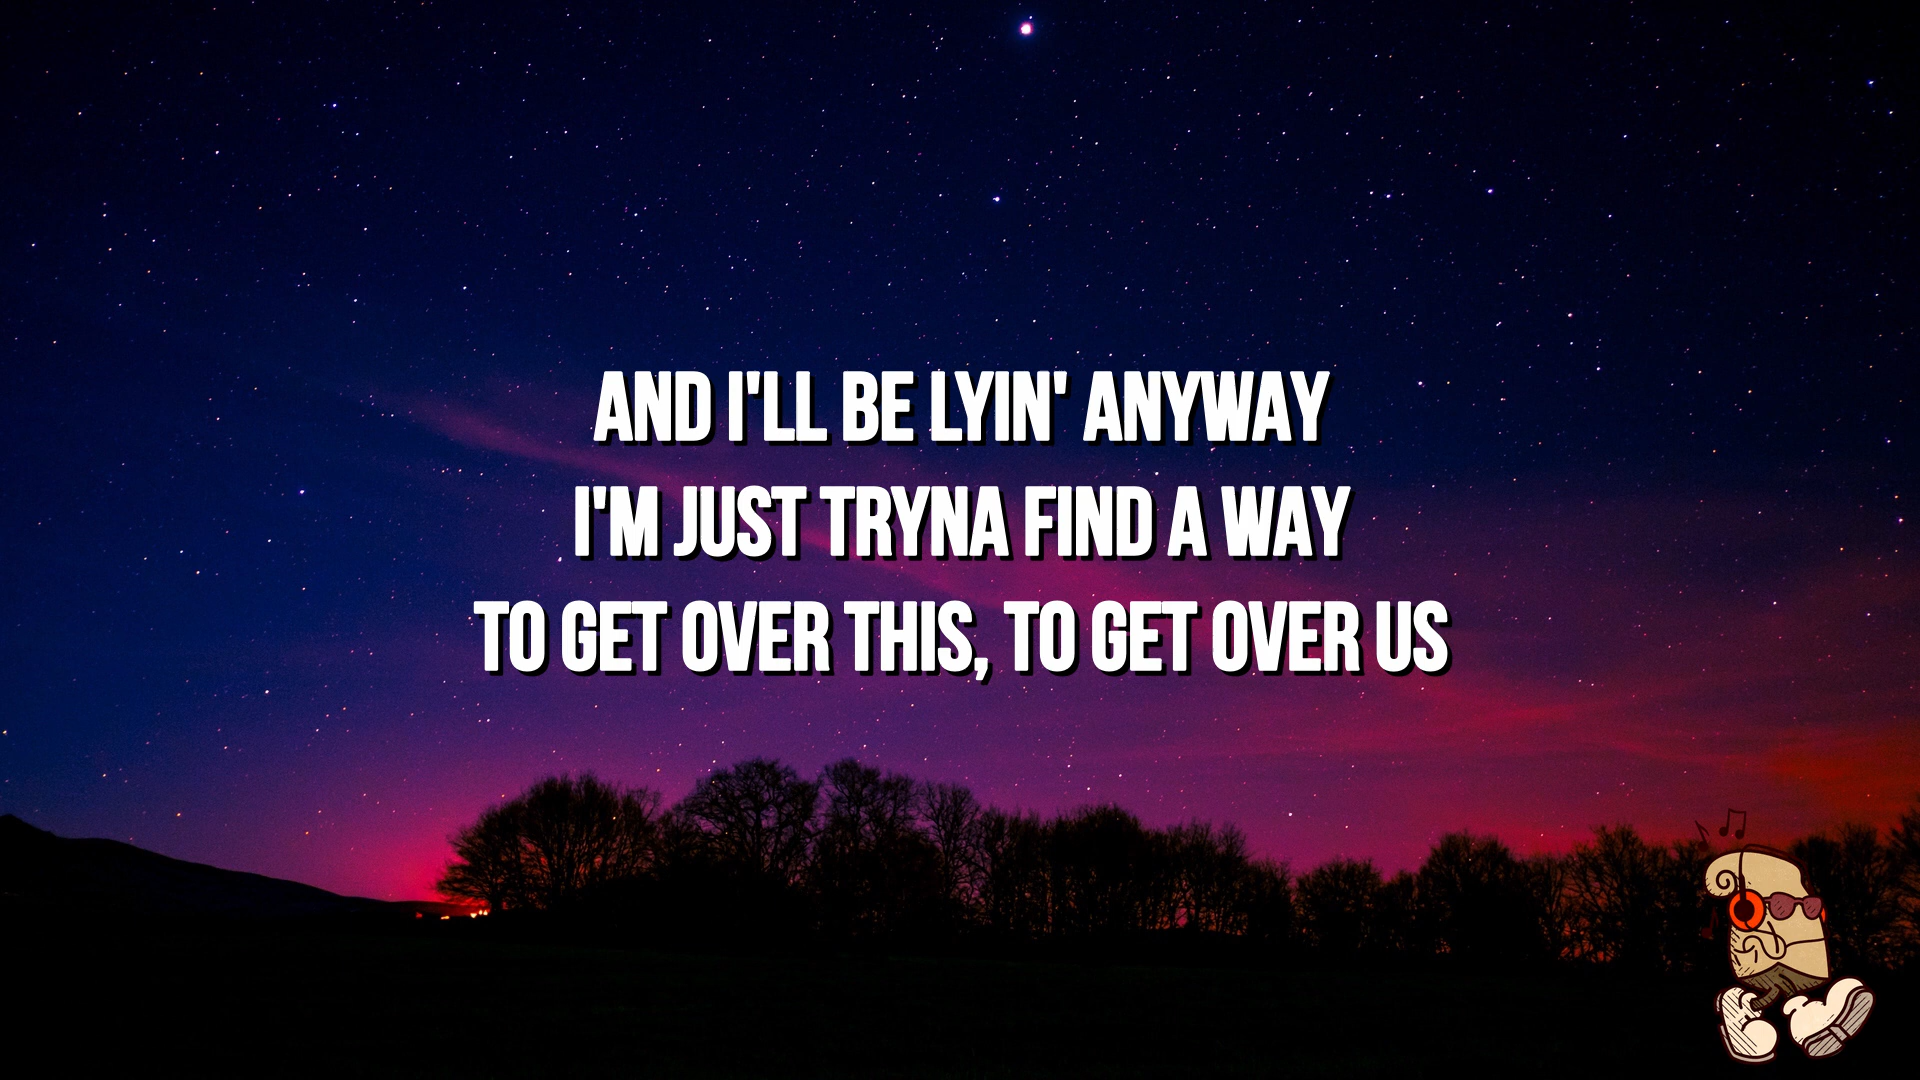 AND I'LL BE LYIN' ANYWAY
I'M JUST TRYNA FIND A WAY
TO GET OVER THIS, TO GET OVER US